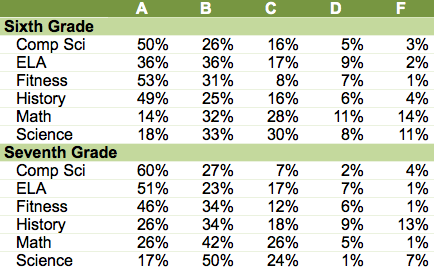 A B C D F
Sixth Grade
Comp Sci 50% 26% 16% 5% 3%
ELA 36% 36% 17% 9% 2%
Fitness 53% 31% 8% 7% 1%
History 49% 25% 16% 6% 4%
Math 14% 32% 28% 11% 14%
Science 18% 33% 30% 8% 11%
Seventh Grade
Comp Sci 60% 27% 7% 2% 4%
ELA 51% 23% 17% 7% 1%
Fitness 46% 34% 12% 6% 1%
History 26% 34% 18% 9% 13%
Math 26% 42% 26% 5% 1%
Science 17% 50% 24% 1% 7%